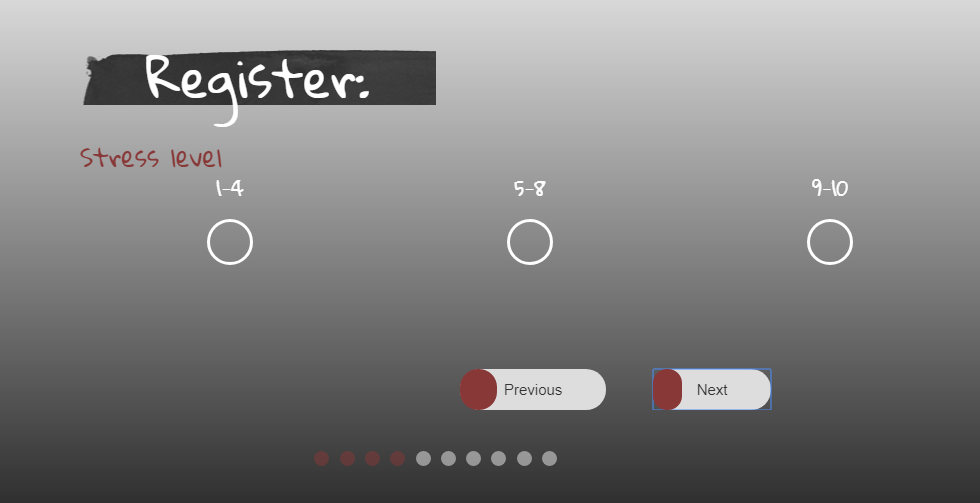 Register:
Stress level
1-4 5-8 9-10
Previous Next